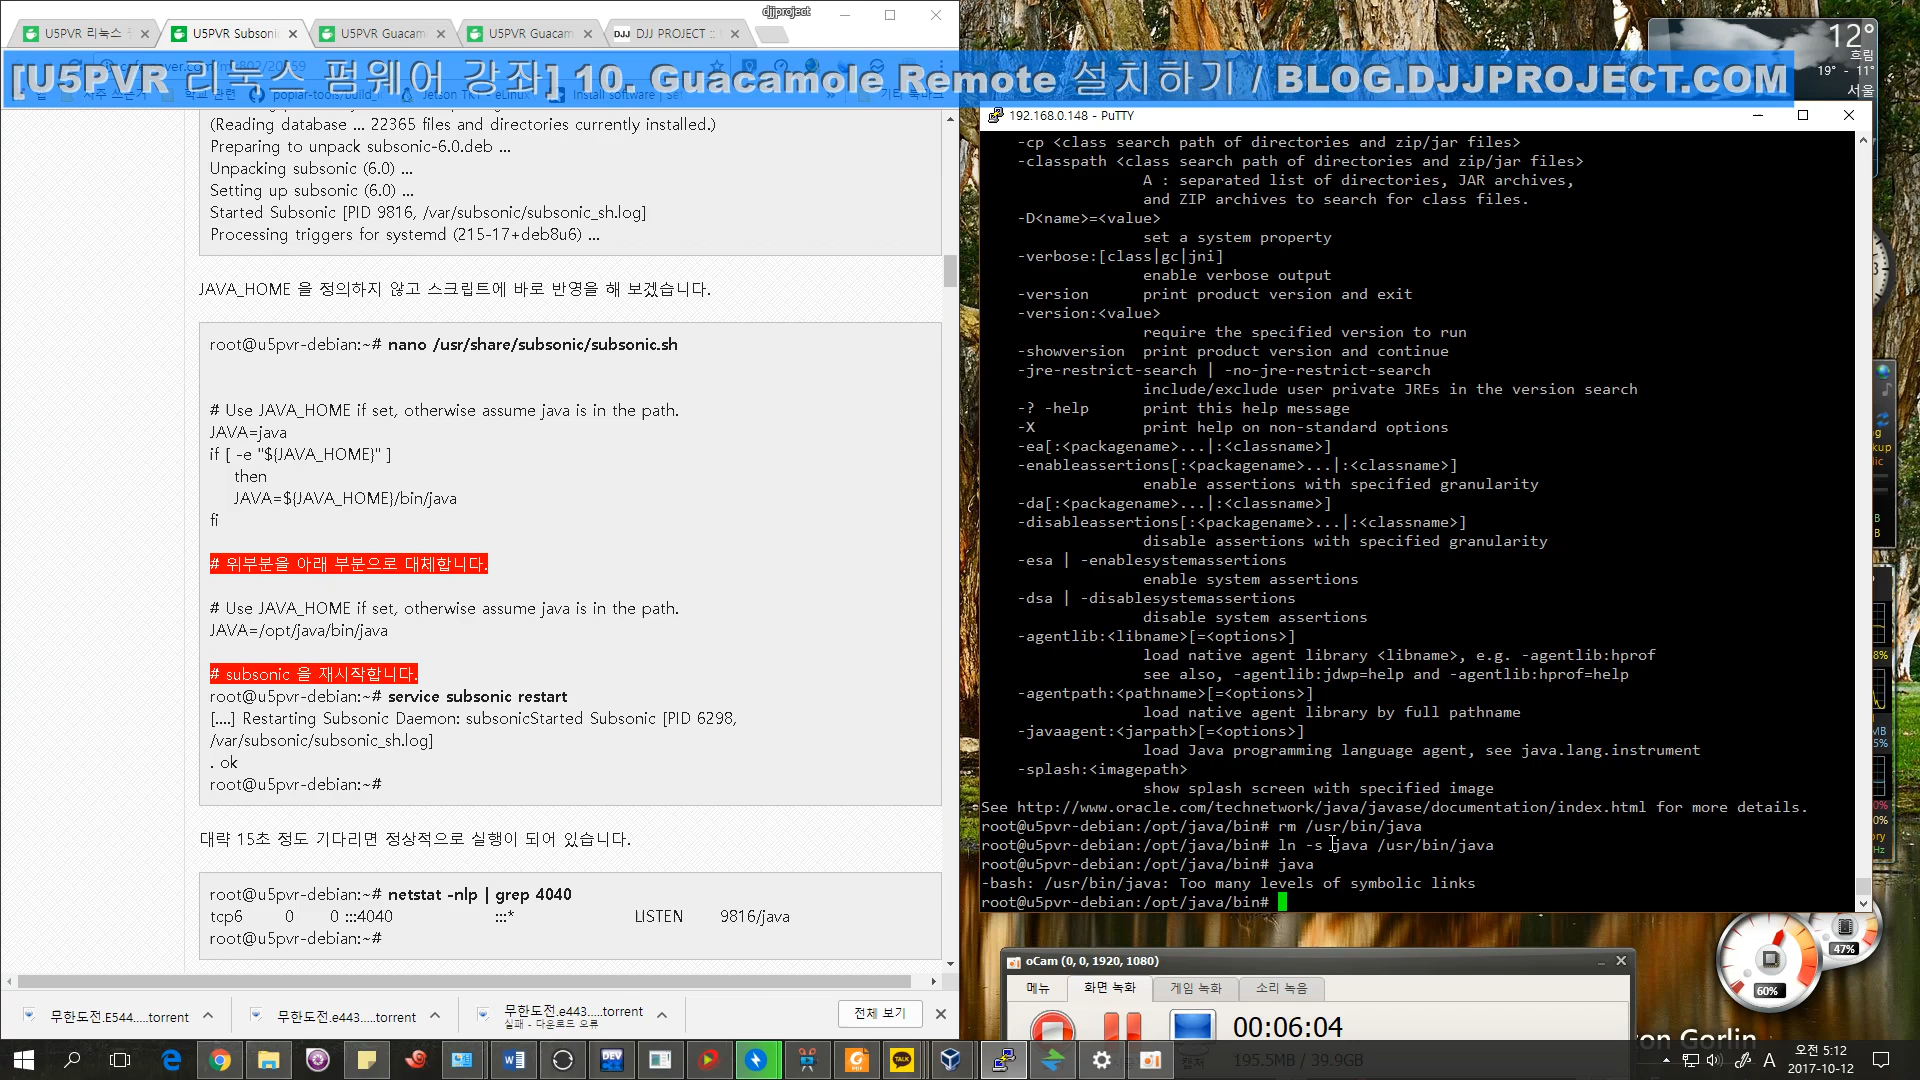 djjproject
U5PVR 리눅스
U5PVR Subsoni
U5PVR Guacam
U5PVR Guacam
DJJ PROJECT ::
[U5PVR 리눅스 펌웨어 강좌] 10. Guacamole Remote 설치하기 / BLOG.DJJPROJECT.COM
12°
흐림
19° - 11°
서울
(Reading database ... 22365 files and directories currently installed.)
Preparing to unpack subsonic-6.0.deb ...
Unpacking subsonic (6.0) ...
Setting up subsonic (6.0) ...
Started Subsonic [PID 9816, /var/subsonic/subsonic_sh.log]
Processing triggers for systemd (215-17+deb8u6) ...
JAVA_HOME 을 정의하지 않고 스크립트에 바로 반영을 해 보겠습니다.
root@u5pvr-debian:~# nano /usr/share/subsonic/subsonic.sh
# Use JAVA_HOME if set, otherwise assume java is in the path.
JAVA=java
if [ -e "${JAVA_HOME}" ]
then
JAVA=${JAVA_HOME}/bin/java
fi
# 위부분을 아래 부분으로 대체합니다.
# Use JAVA_HOME if set, otherwise assume java is in the path.
JAVA=/opt/java/bin/java
# subsonic 을 재시작합니다.
root@u5pvr-debian:~# service subsonic restart
[....] Restarting Subsonic Daemon: subsonicStarted Subsonic [PID 6298,
/var/subsonic/subsonic_sh.log]
. ok
root@u5pvr-debian:~#
대략 15초 정도 기다리면 정상적으로 실행이 되어 있습니다.
root@u5pvr-debian:~# netstat -nlp | grep 4040
tcp6 0 0 :::4040 :::* LISTEN 9816/java
root@u5pvr-debian:~#
무한도전.E544.....torrent
무한도전.e443.....torrent
무한도전.e443.....torrent
실패 - 다운로드 오류
전체 보기
192.168.0.148 - PuTTY
-cp <class search path of directories and zip/jar files>
-classpath <class search path of directories and zip/jar files>
A : separated list of directories, JAR archives,
and ZIP archives to search for class files.
-D<name>=<value>
set a system property
-verbose:[class|gc|jni]
enable verbose output
-version print product version and exit
-version:<value>
require the specified version to run
-showversion print product version and continue
-jre-restrict-search | -no-jre-restrict-search
include/exclude user private JREs in the version search
-? -help print this help message
-X print help on non-standard options
-ea[:<packagename>...|:<classname>]
-enableassertions[:<packagename>...|:<classname>]
enable assertions with specified granularity
-da[:<packagename>...|:<classname>]
-disableassertions[:<packagename>...|:<classname>]
disable assertions with specified granularity
-esa | -enablesystemassertions
enable system assertions
-dsa | -disablesystemassertions
disable system assertions
-agentlib:<libname>[=<options>]
load native agent library <libname>, e.g. -agentlib:hprof
see also, -agentlib:jdwp=help and -agentlib:hprof=help
-agentpath:<pathname>[=<options>]
load native agent library by full pathname
-javaagent:<jarpath>[=<options>]
load Java programming language agent, see java.lang.instrument
-splash:<imagepath>
show splash screen with specified image
See http://www.oracle.com/technetwork/java/javase/documentation/index.html for more details.
root@u5pvr-debian:/opt/java/bin# rm /usr/bin/java
root@u5pvr-debian:/opt/java/bin# ln -s java /usr/bin/java
root@u5pvr-debian:/opt/java/bin# java
-bash: /usr/bin/java: Too many levels of symbolic links
root@u5pvr-debian:/opt/java/bin#
oCam (0, 0, 1920, 1080)
메뉴
화면 녹화
게임 녹화
소리 녹음
00:06:04
195.5MB / 39.9GB
47%
60%
on Gorlin
오전 5:12
2017-10-12